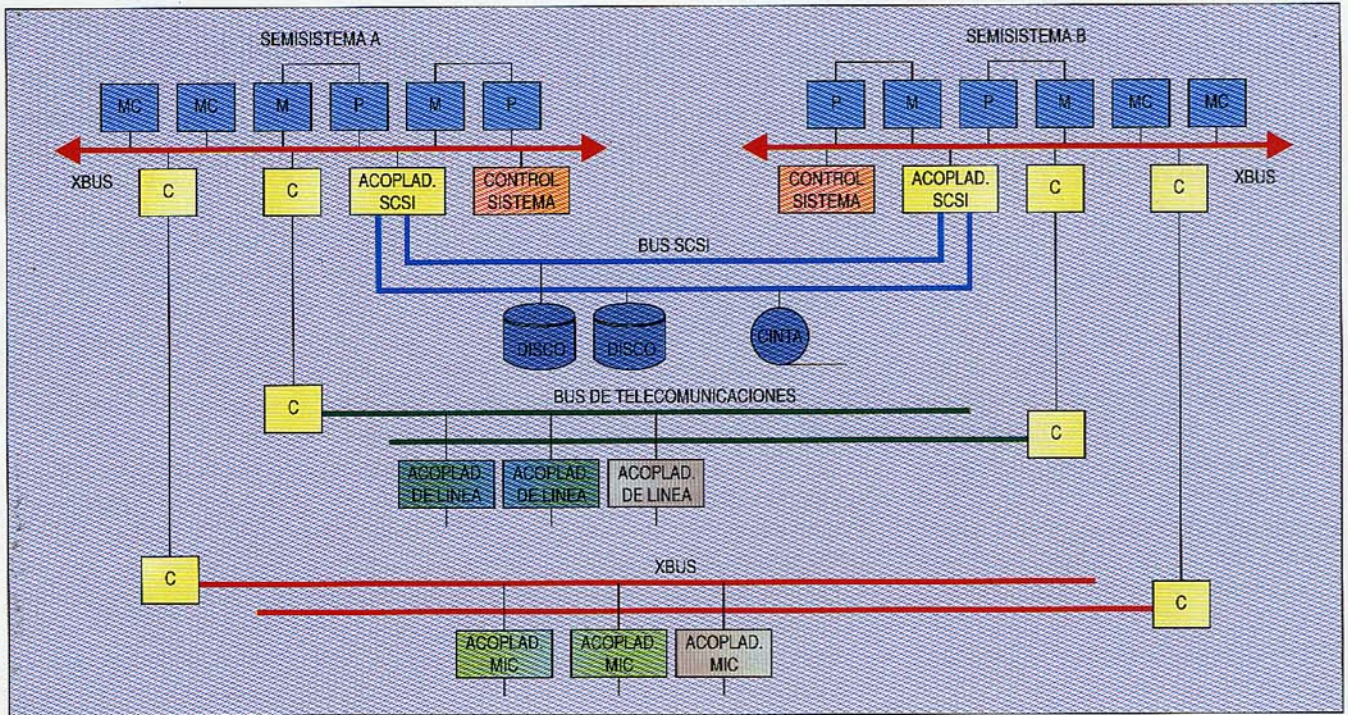 SEMISISTEMA A
SEMISISTEMA B
MC
MC
M
P
M
P
P
M
P
M
MC
MC
XBUS
C
C
ACOPLAD.
SCSI
CONTROL
SISTEMA
CONTROL
SISTEMA
ACOPLAD.
SCSI
C
C
XBUS
BUS SCSI
DISCO
DISCO
CINTA
C
BUS DE TELECOMUNICACIONES
C
ACOPLAD.
DE LINEA
ACOPLAD.
DE LINEA
ACOPLAD.
DE LINEA
C
XBUS
C
ACOPLAD.
MIC
ACOPLAD.
MIC
ACOPLAD.
MIC